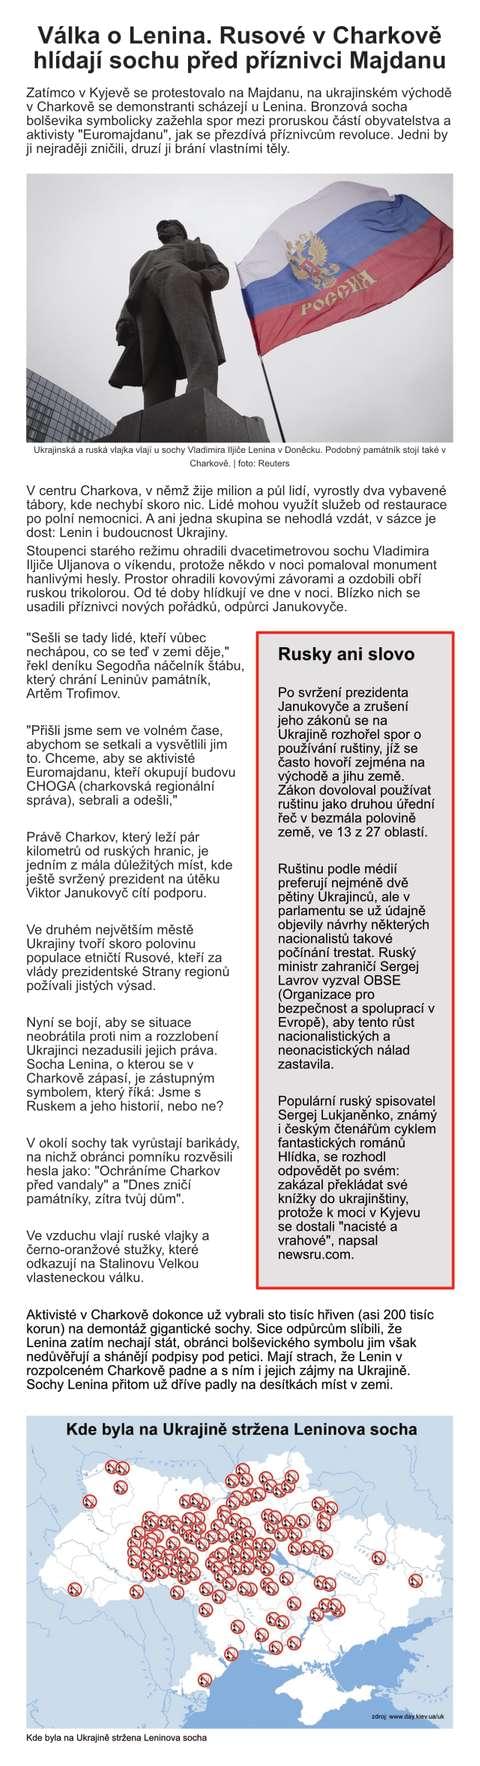 Válka o Lenina. Rusové v Charkově
hlídají sochu před příznivci Majdanu
Zatímco v Kyjevě se protestovalo na Majdanu, na ukrajinském východě
v Charkově se demonstranti scházejí u Lenina. Bronzová socha
bolševika symbolicky zažehla spor mezi proruskou částí obyvatelstva a
aktivisty "Euromajdanu", jak se přezdívá příznivcům revoluce. Jedni by
ji nejraději zničili, druzí ji brání vlastními těly.
РОССИЯ
Ukrajinská a ruská vlajka vlají u sochy Vladimira Iljiče Lenina v Doněcku. Podobný památník stojí také v
Charkově. | foto: Reuters
V centru Charkova, v němž žije milion a půl lidí, vyrostly dva vybavené
tábory, kde nechybí skoro nic. Lidé mohou využít služeb od restaurace
po polní nemocnici. A ani jedna skupina se nehodlá vzdát, v sázce je
dost: Lenin i budoucnost Ukrajiny.
Stoupenci starého režimu ohradili dvacetimetrovou sochu Vladimira
Iljiče Uljanova o víkendu, protože někdo v noci pomaloval monument
hanlivými hesly. Prostor ohradili kovovými závorami a ozdobili obří
ruskou trikolorou. Od té doby hlídkují ve dne v noci. Blízko nich se
usadili příznivci nových pořádků, odpůrci Janukovyče.
"Sešli se tady lidé, kteří vůbec
nechápou, co se teď v zemi děje,"
řekl deníku Segodňa náčelník štábu,
který chrání Leninův památník,
Artěm Trofimov.
"Přišli jsme sem ve volném čase,
abychom se setkali a vysvětlili jim
to. Chceme, aby se aktivisté
Euromajdanu, kteří okupují budovu
CHOGA (charkovská regionální
správa), sebrali a odešli,"
Právě Charkov, který leží pár
kilometrů od ruských hranic, je
jedním z mála důležitých míst, kde
ještě svržený prezident na útěku
Viktor Janukovyč cítí podporu.
Ve druhém největším městě
Ukrajiny tvoří skoro polovinu
populace etničtí Rusové, kteří za
vlády prezidentské Strany regionů
požívali jistých výsad.
Nyní se bojí, aby se situace
neobrátila proti nim a rozzlobení
Ukrajinci nezadusili jejich práva.
Socha Lenina, o kterou se v
Charkově zápasí, je zástupným
symbolem, který říká: Jsme s
Ruskem a jeho historií, nebo ne?
V okolí sochy tak vyrůstají barikády,
na nichž obránci pomníku rozvěsili
hesla jako: "Ochráníme Charkov
před vandaly" a "Dnes zničí
památníky, zítra tvůj dům".
Ve vzduchu vlají ruské vlajky a
černo-oranžové stužky, které
odkazují na Stalinovu Velkou
vlasteneckou válku.
Rusky ani slovo
Po svržení prezidenta
Janukovyče a zrušení
jeho zákonů se na
Ukrajině rozhořel spor o
používání ruštiny, jíž se
často hovoří zejména na
východě a jihu země.
Zákon dovoloval používat
ruštinu jako druhou úřední
řeč v bezmála polovině
země, ve 13 z 27 oblastí.
Ruštinu podle médií
preferují nejméně dvě
pětiny Ukrajinců, ale v
parlamentu se už údajně
objevily návrhy některých
nacionalistů takové
počínání trestat. Ruský
ministr zahraničí Sergej
Lavrov vyzval OBSE
(Organizace pro
bezpečnost a spolupraci v
Evropě), aby tento růst
nacionalistických a
neonacistických nálad
zastavila.
Populární ruský spisovatel
Sergej Lukjaněnko, známý
i českým čtenářům cyklem
fantastických románů
Hlídka, se rozhodl
odpovědět po svém:
zakázal překládat své
knížky do ukrajinštiny,
protože k moci v Kyjevu
se dostali "nacisté a
vrahové", napsal
newsru.com.
Aktivisté v Charkově dokonce už vybrali sto tisíc hřiven (asi 200 tisíc
korun) na demontáž gigantické sochy. Sice odpůrcům slíbili, že
Lenina zatím nechají stát, obránci bolševického symbolu jim však
nedůvěřují a shánějí podpisy pod petici. Mají strach, že Lenin v
rozpolceném Charkově padne a s ním i jejich zájmy na Ukrajině.
Sochy Lenina přitom už dříve padly na desítkách míst v zemi.
Kde byla na Ukrajině stržena Leninova socha
zdroj: www.day.kiev.ua/uk
Kde byla na Ukrajině stržena Leninova socha